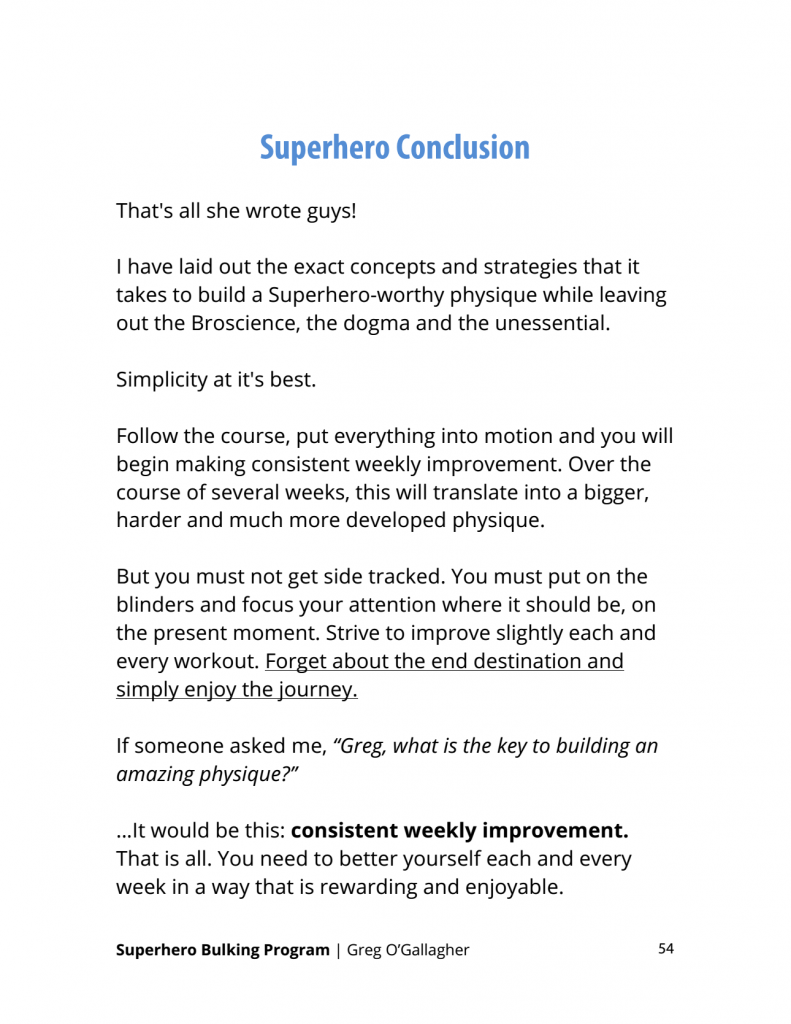 Superhero Conclusion
That's all she wrote guys!
I have laid out the exact concepts and strategies that it
takes to build a Superhero-worthy physique while leaving
out the Broscience, the dogma and the unessential.
Simplicity at it's best.
Follow the course, put everything into motion and you will
begin making consistent weekly improvement. Over the
course of several weeks, this will translate into a bigger,
harder and much more developed physique.
But you must not get side tracked. You must put on the
blinders and focus your attention where it should be, on
the present moment. Strive to improve slightly each and
every workout. Forget about the end destination and
simply enjoy the journey.
If someone asked me, “Greg, what is the key to building an
amazing physique?”
…It would be this: consistent weekly improvement.
That is all. You need to better yourself each and every
week in a way that is rewarding and enjoyable.
Superhero Bulking Program | Greg O’Gallagher 54